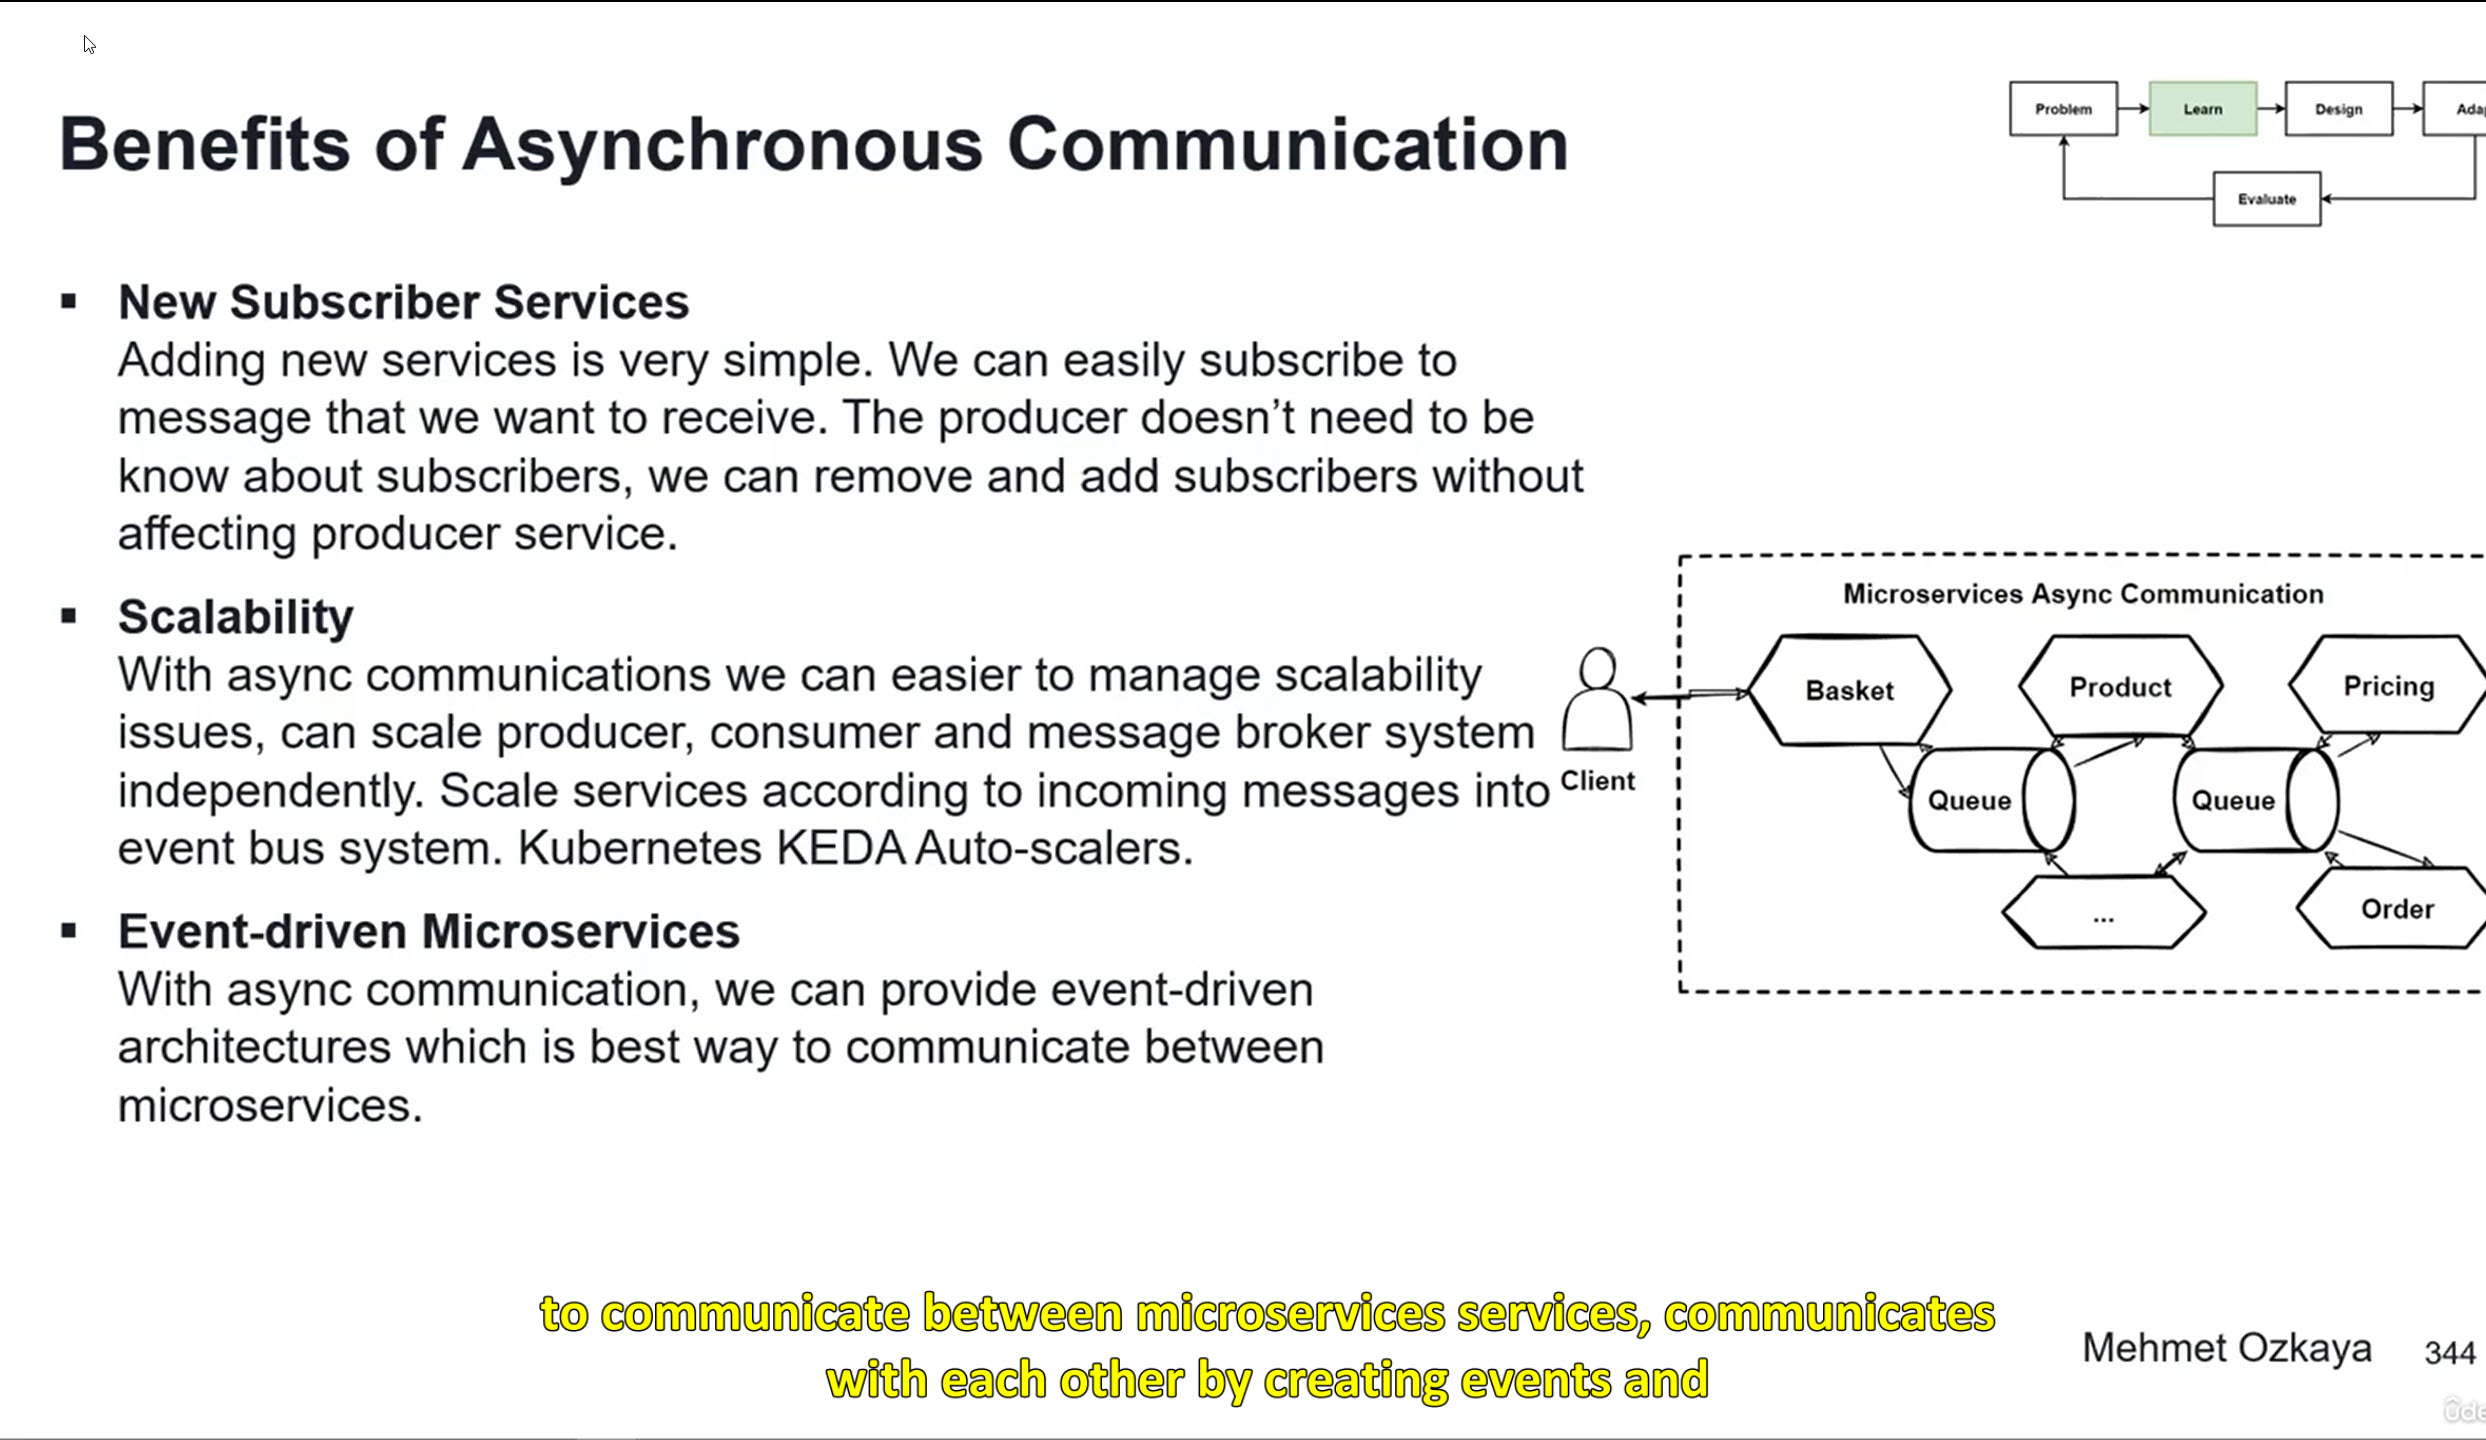 Benefits of Asynchronous Communication
Problem
Learn
Design
Evaluate
▪ New Subscriber Services
Adding new services is very simple. We can easily subscribe to
message that we want to receive. The producer doesn’t need to be
know about subscribers, we can remove and add subscribers without
affecting producer service.
▪ Scalability
With async communications we can easier to manage scalability
issues, can scale producer, consumer and message broker system
independently. Scale services according to incoming messages into
event bus system. Kubernetes KEDA Auto-scalers.
▪ Event-driven Microservices
With async communication, we can provide event-driven
architectures which is best way to communicate between
microservices.
Microservices Async Communication
Client
Basket
Product
Pricing
Queue
Queue
...
Order
to communicate between microservices services, communicates
with each other by creating events and
Mehmet Ozkaya 344